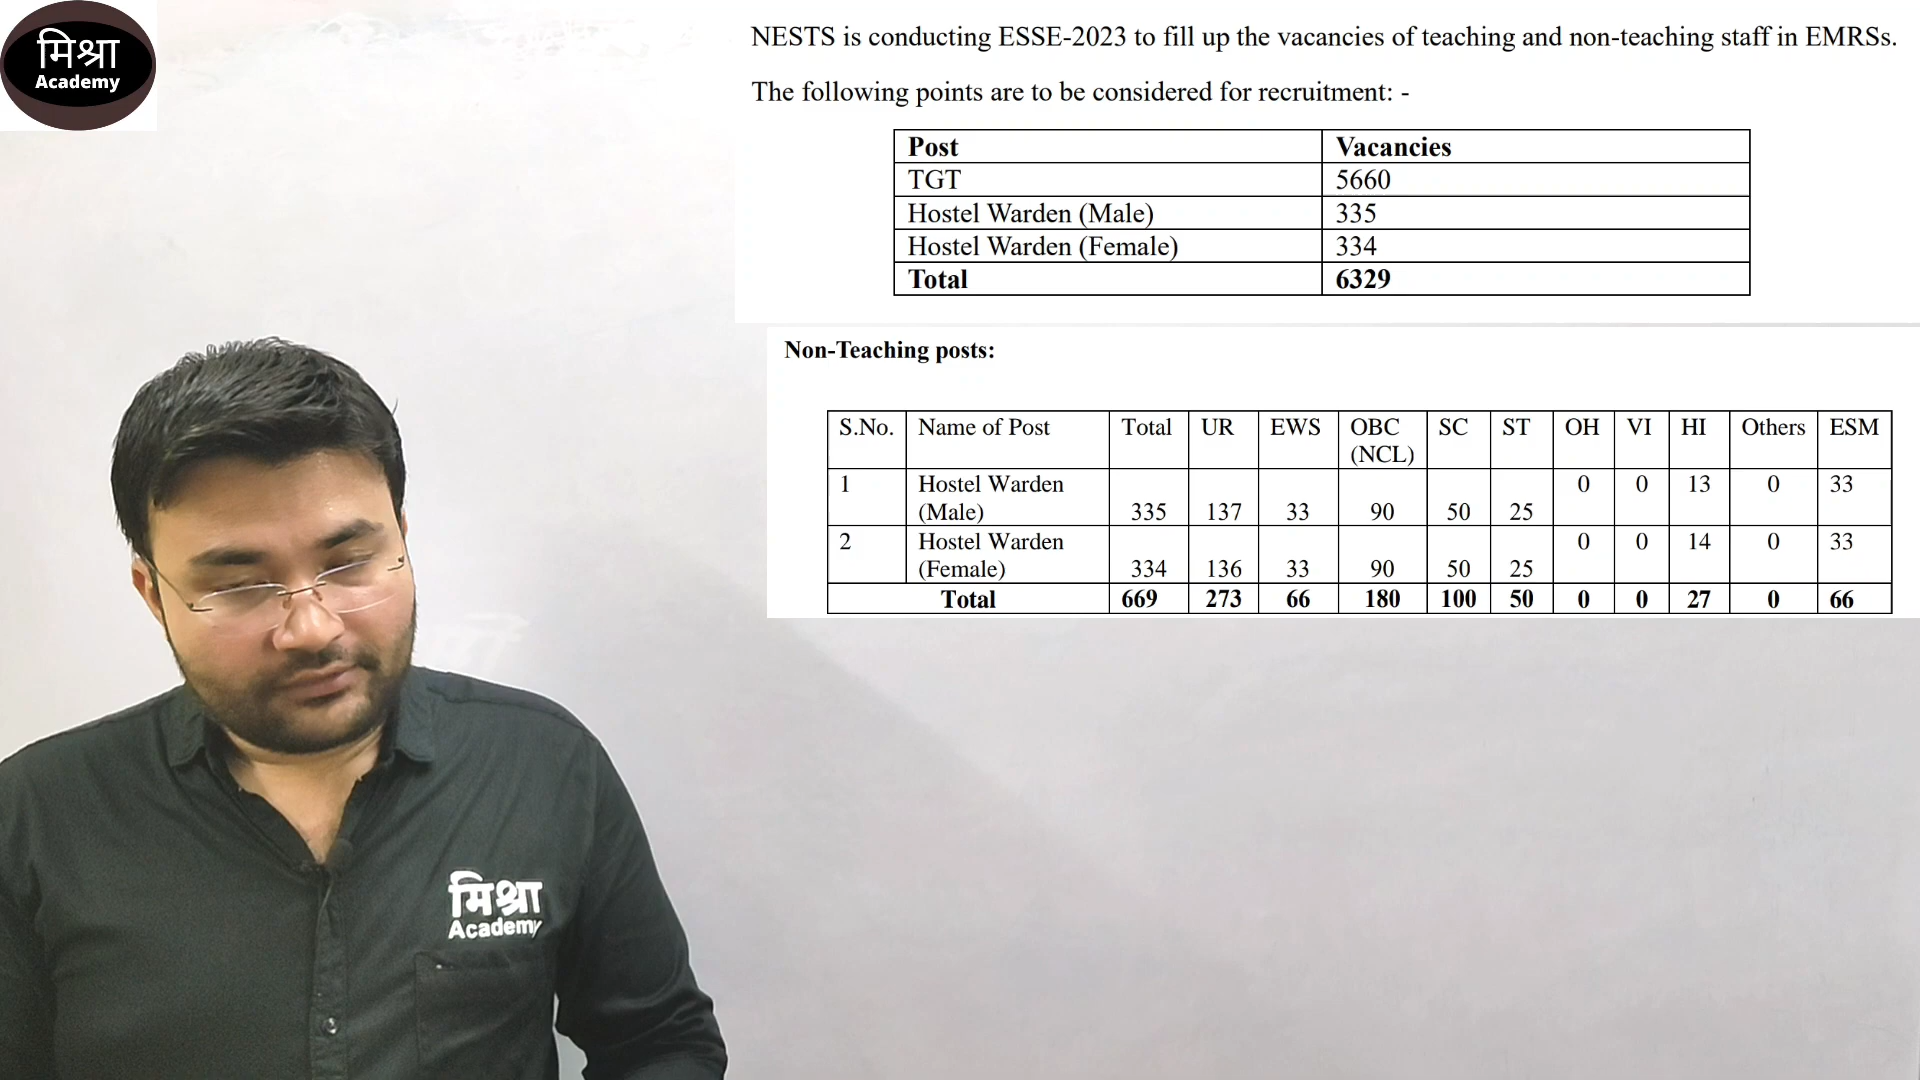 मिश्रा
Academy
NESTS is conducting ESSE-2023 to fill up the vacancies of teaching and non-teaching staff in EMRSs.
The following points are to be considered for recruitment: -
Post Vacancies
TGT 5660
Hostel Warden (Male) 335
Hostel Warden (Female) 334
Total 6329
Non-Teaching posts:
S.No. Name of Post Total UR EWS OBC (NCL) SC ST OH VI HI Others ESM
1 Hostel Warden (Male) 335 137 33 90 50 25 0 0 13 0 33
2 Hostel Warden (Female) 334 136 33 90 50 25 0 0 14 0 33
Total 669 273 66 180 100 50 0 0 27 0 66
मिश्रा
Academy